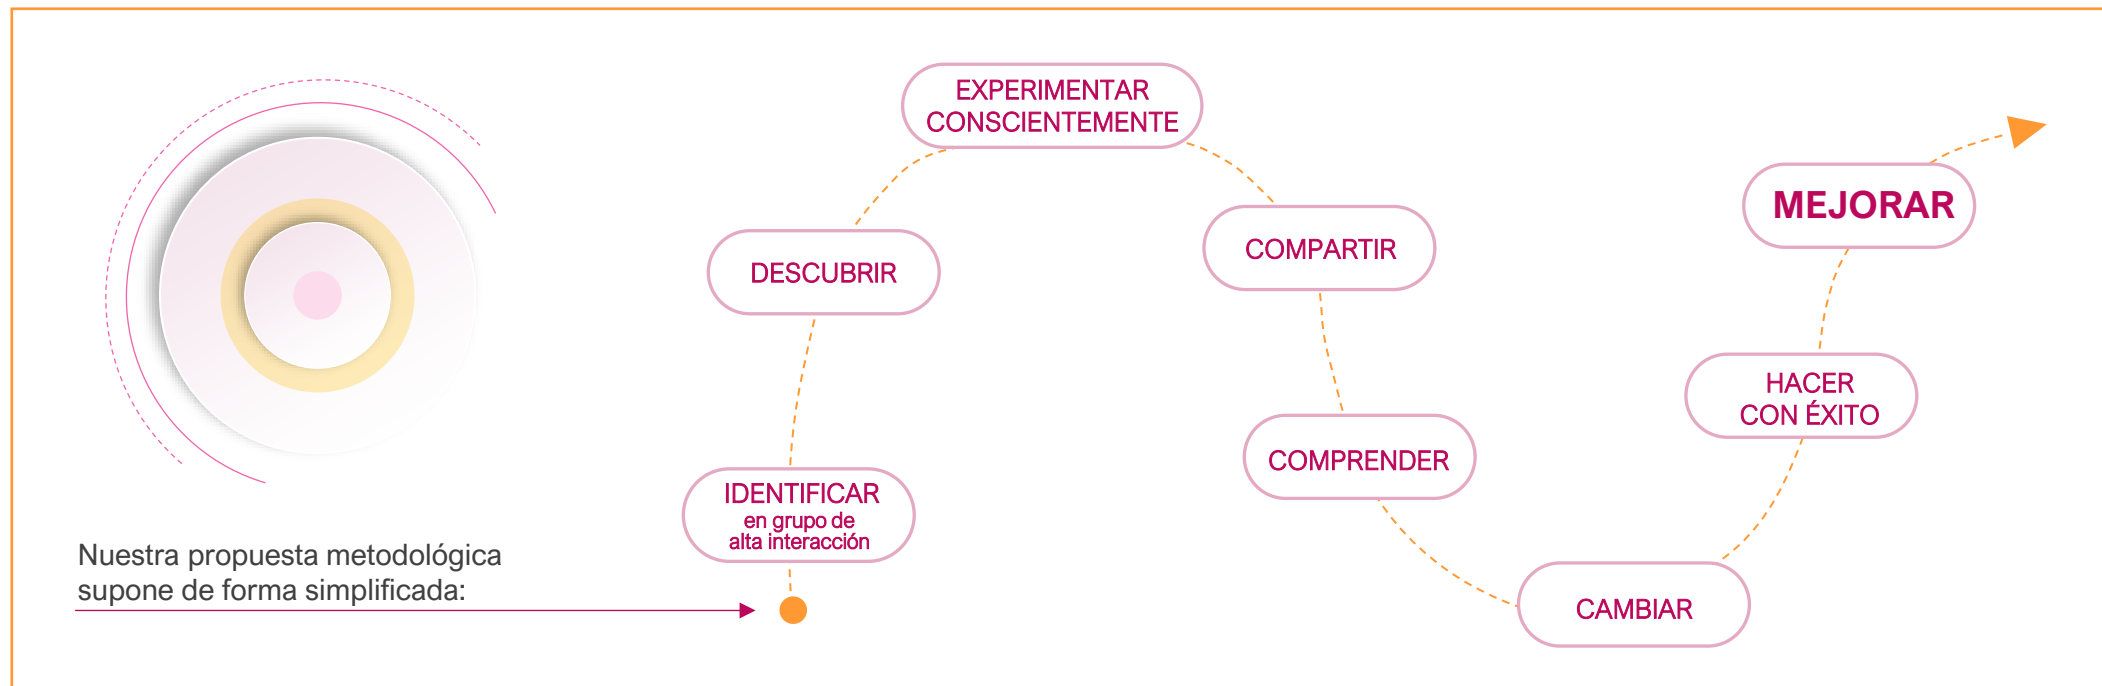 Nuestra propuesta metodológica
supone de forma simplificada:
IDENTIFICAR
en grupo de
alta interacción
DESCUBRIR
EXPERIMENTAR
CONSCIENTEMENTE
COMPARTIR
COMPRENDER
CAMBIAR
HACER
CON ÉXITO
MEJORAR